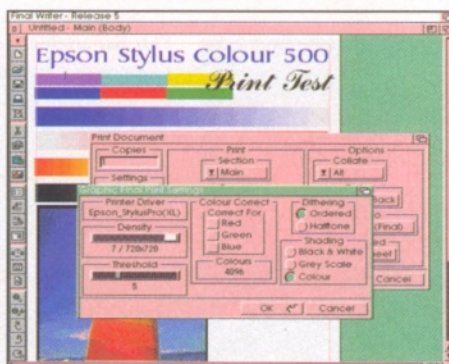 Final Writer - Release 5
Untitled - Main (Body)
Epson Stylus Colour 500
Print Test
Print Document
Copies
Print
Options
Section
Collate
Main
All
Settings
Graphic Print Settings
Printer Driver
Epson_StylusPro(XL)
Density
7 / 720x720
Threshold
5
Colour Correct
Correct For
Red
Green
Blue
Colours
4096
Dithering
Ordered
Halftone
Shading
Black & White
Grey Scale
Colour
Back
Cancel
OK
Cancel